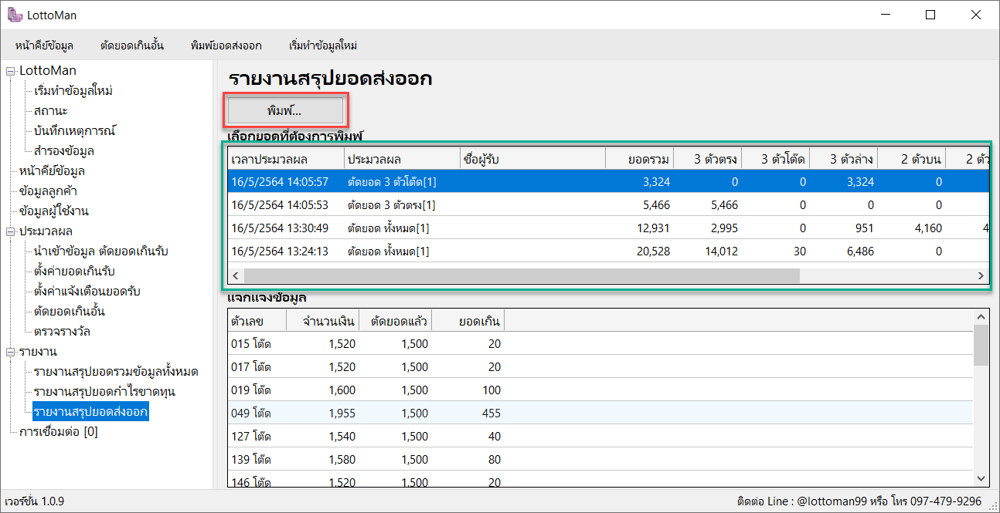 LottoMan
หน้าคีย์ข้อมูล ตัดยอดเกินอั้น พิมพ์ยอดส่งออก เริ่มทำข้อมูลใหม่
LottoMan
เริ่มทำข้อมูลใหม่
สถานะ
บันทึกเหตุการณ์
สำรองข้อมูล
หน้าคีย์ข้อมูล
ข้อมูลลูกค้า
ข้อมูลผู้ใช้งาน
ประมวลผล
นำเข้าข้อมูล ตัดยอดเกินรับ
ตั้งค่ายอดเกินรับ
ตั้งค่าแจ้งเตือนยอดรับ
ตัดยอดเกินอั้น
ตรวจรางวัล
รายงาน
รายงานสรุปยอดรวมข้อมูลทั้งหมด
รายงานสรุปยอดกำไรขาดทุน
รายงานสรุปยอดส่งออก
การเชื่อมต่อ [0]
รายงานสรุปยอดส่งออก
พิมพ์...
เลือกยอดที่ต้องการพิมพ์
เวลาประมวลผล ประมวลผล ชื่อผู้รับ ยอดรวม 3 ตัวตรง 3 ตัวโต๊ด 3 ตัวล่าง 2 ตัวบน 2 ตัว
16/5/2564 14:05:57 ตัดยอด 3 ตัวโต๊ด[1] 3,324 0 0 3,324 0
16/5/2564 14:05:53 ตัดยอด 3 ตัวตรง[1] 5,466 5,466 0 0 0
16/5/2564 13:30:49 ตัดยอด ทั้งหมด[1] 12,931 2,995 0 951 4,160 4
16/5/2564 13:24:13 ตัดยอด ทั้งหมด[1] 20,528 14,012 30 6,486 0
แจกแจงข้อมูล
ตัวเลข จำนวนเงิน ตัดยอดแล้ว ยอดเกิน
015 โต๊ด 1,520 1,500 20
017 โต๊ด 1,520 1,500 20
019 โต๊ด 1,600 1,500 100
049 โต๊ด 1,955 1,500 455
127 โต๊ด 1,540 1,500 40
139 โต๊ด 1,580 1,500 80
146 โต๊ด 1,520 1,500 20
เวอร์ชั่น 1.0.9 ติดต่อ Line : @lottoman99 หรือ โทร 097-479-9296